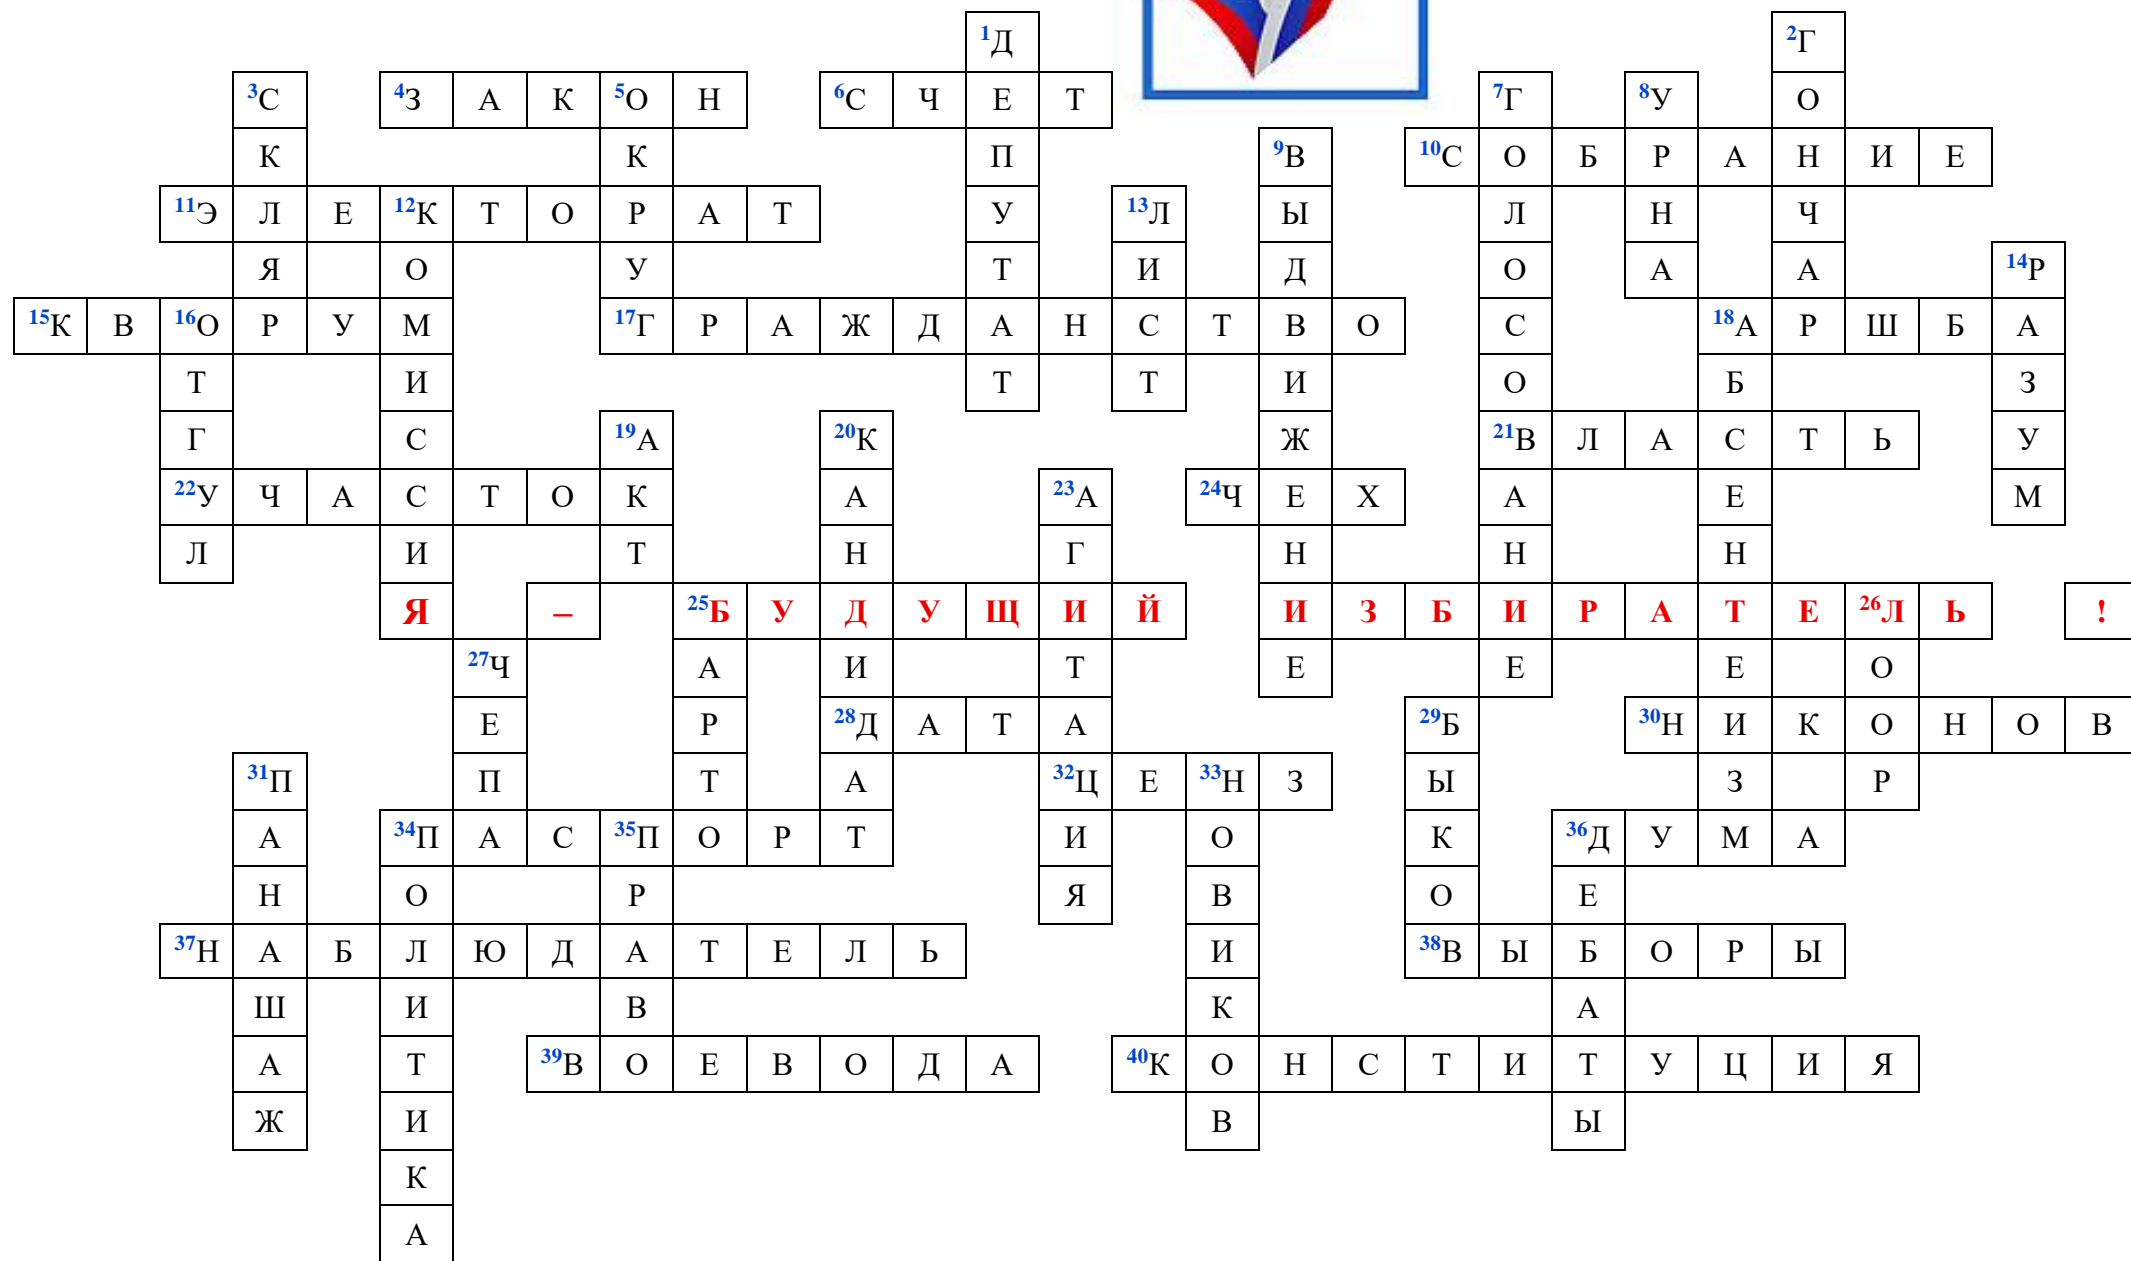 1Д 2Г
3С 4З А К 5О Н 6С Ч Е Т 7Г 8У О
К К П 9В 10С О Б Р А Н И Е
11Э Л Е 12К Т О Р А Т У 13Л Ы Л Н Ч
Я О У Т И Д О А А 14Р
15К В 16О Р У М 17Г Р А Ж Д А Н С Т В О С 18А Р Ш Б А
Т И Т Т И О Б З
Г С 19А 20К Ж 21В Л А С Т Ь У
22У Ч А С Т О К А 23А 24Ч Е Х А Е М
Л И Т Н Г Н Н Н
Я – 25Б У Д У Щ И Й И З Б И Р А Т Е 26Л Ь !
27Ч А И Т Е Е Е О
Е Р 28Д А Т А 29Б 30Н И К О Н О В
31П П Т А 32Ц Е 33Н З Ы З Р
А 34П А С 35П О Р Т И О К 36Д У М А
Н О Р Я В О Е
37Н А Б Л Ю Д А Т Е Л Ь И 38В Ы Б О Р Ы
Ш И В К А
А Т 39В О Е В О Д А 40К О Н С Т И Т У Ц И Я
Ж И В Ы
К
А